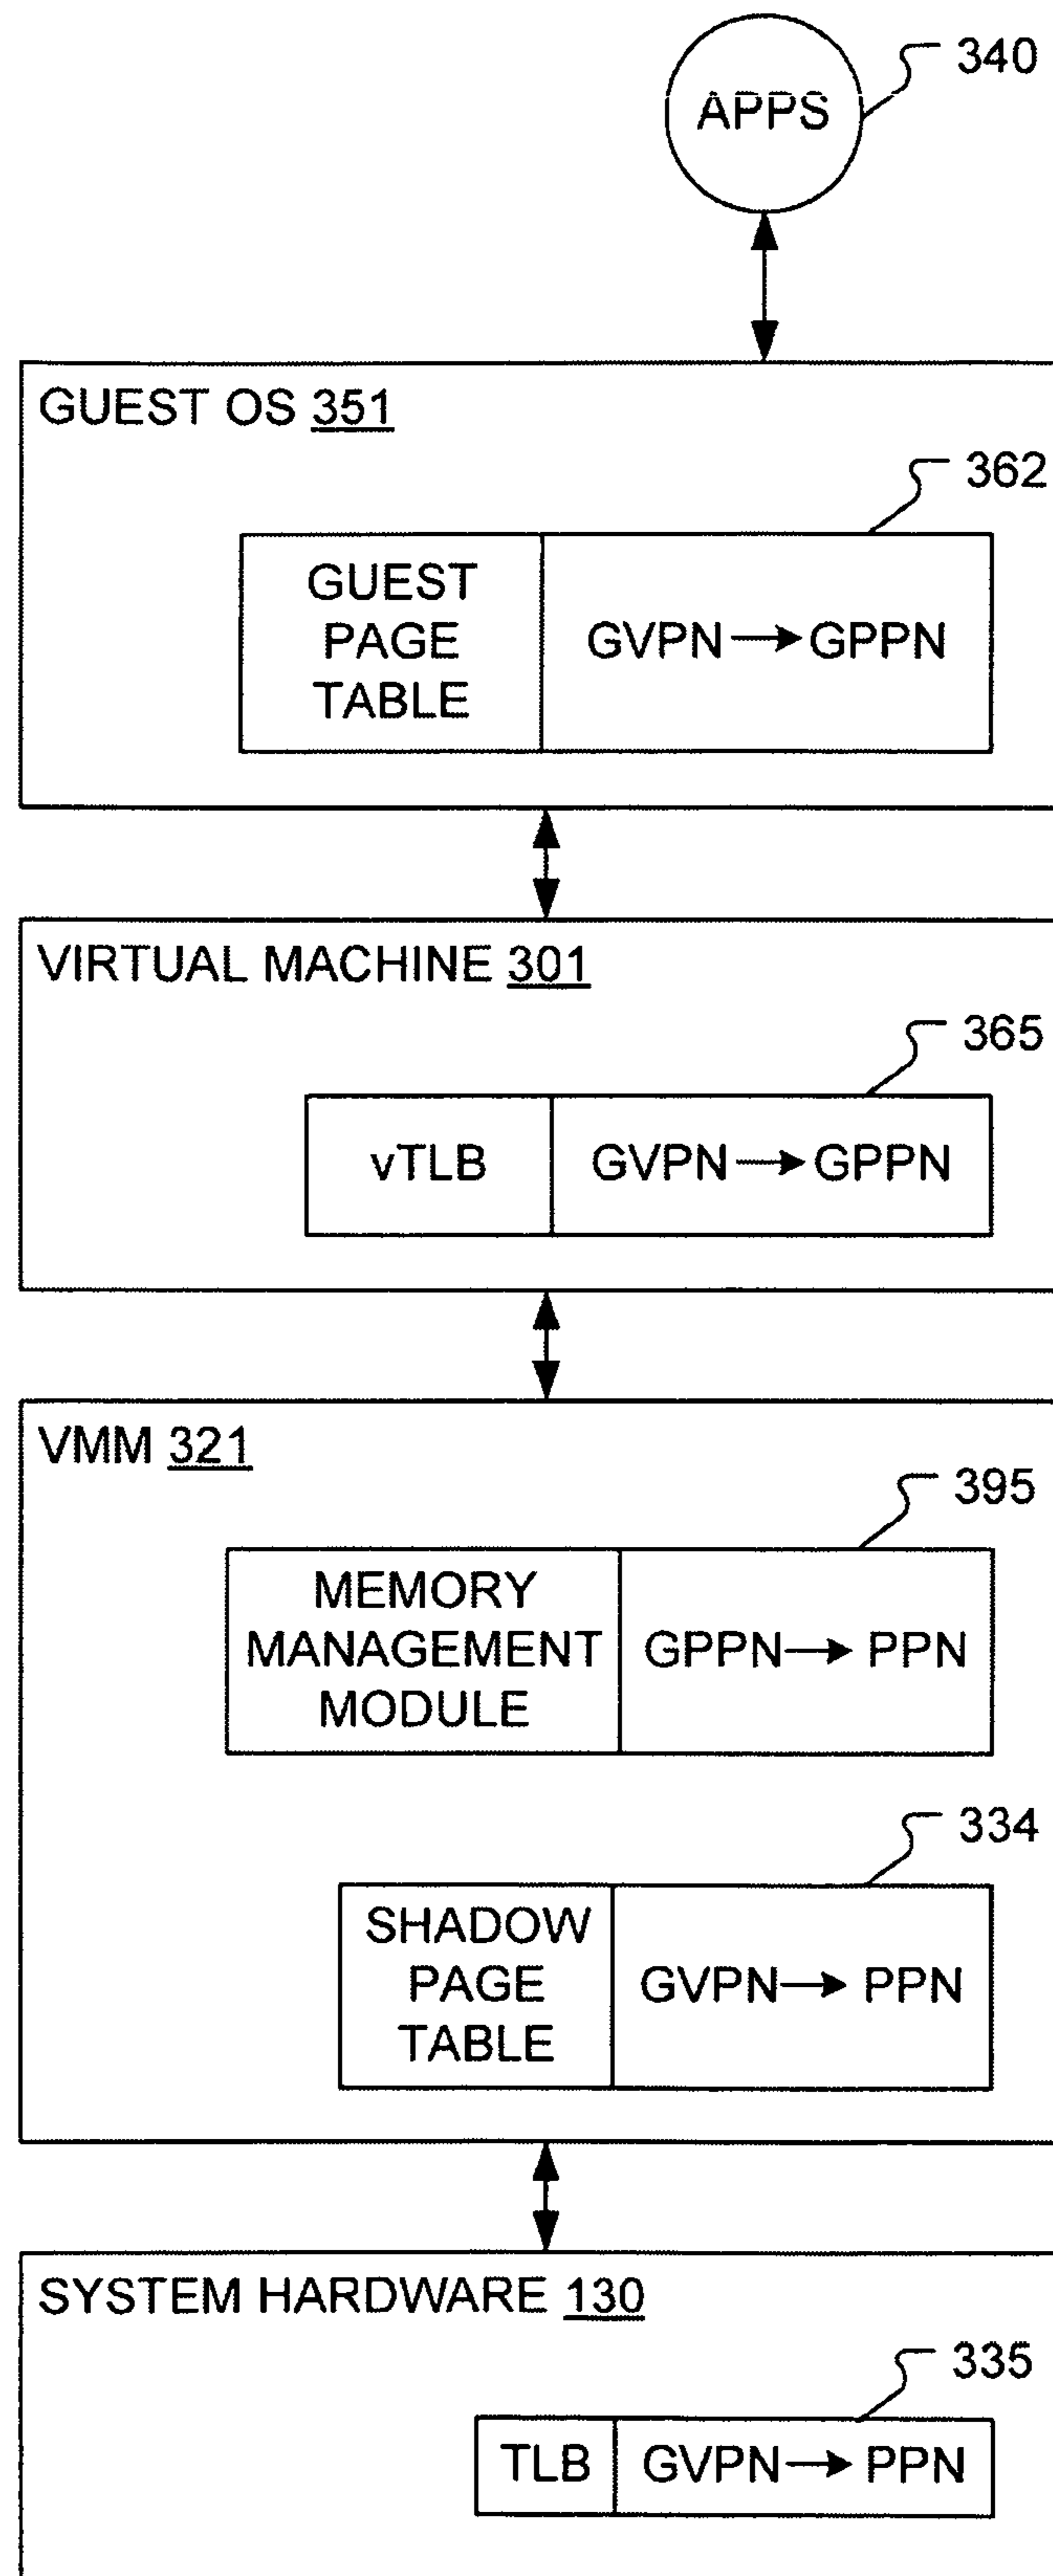 340
APPS
GUEST OS 351
362
GUEST
PAGE
TABLE
GVPN → GPPN
VIRTUAL MACHINE 301
365
vTLB
GVPN → GPPN
VMM 321
395
MEMORY
MANAGEMENT
MODULE
GPPN → PPN
334
SHADOW
PAGE
TABLE
GVPN → PPN
SYSTEM HARDWARE 130
335
TLB
GVPN → PPN